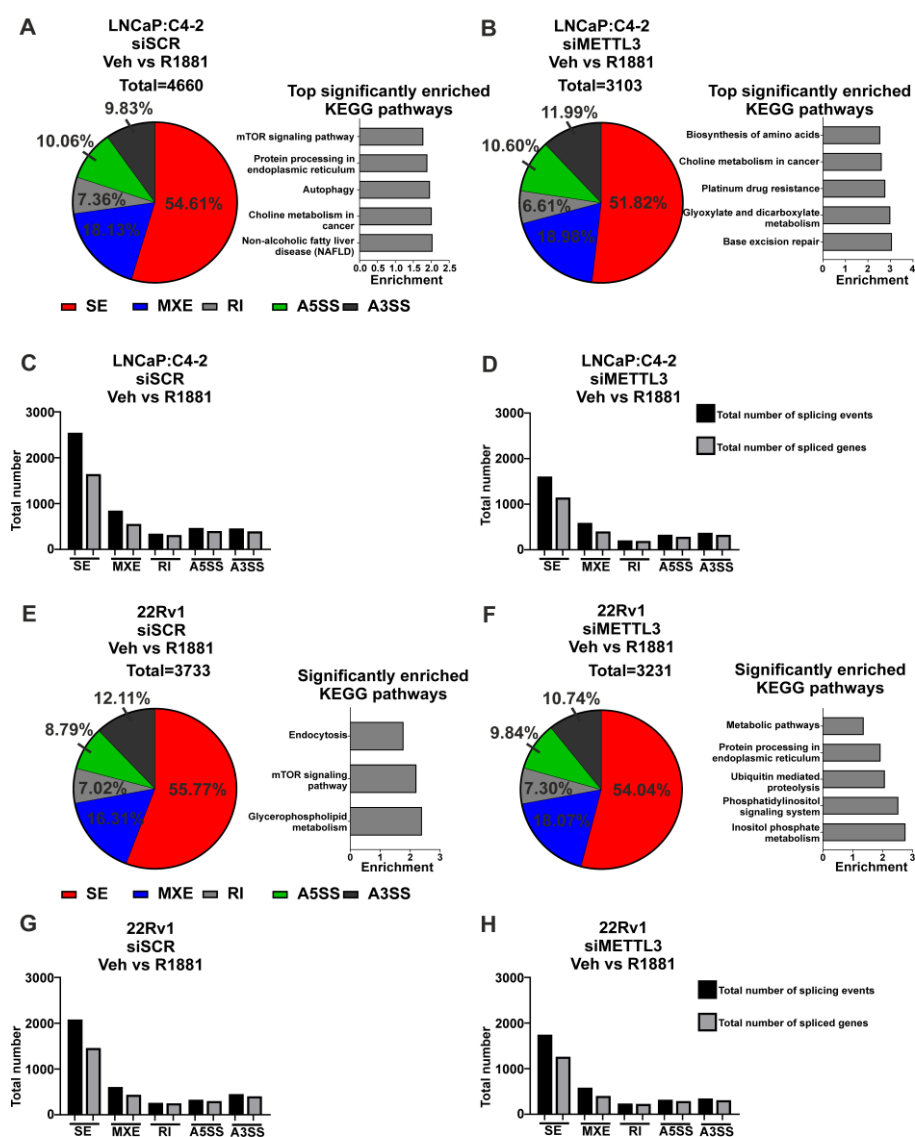 A
LNCaP:C4-2
siSCR
Veh vs R1881
Total=4660
9.83%
10.06%
7.36%
18.13%
54.61%
Top significantly enriched
KEGG pathways
mTOR signaling pathway
Protein processing in
endoplasmic reticulum
Autophagy
Choline metabolism in
cancer
Non-alcoholic fatty liver
disease (NAFLD)
0.0 0.5 1.0 1.5 2.0 2.5
Enrichment
B
LNCaP:C4-2
siMETTL3
Veh vs R1881
Total=3103
11.99%
10.60%
6.61%
18.98%
51.82%
Top significantly enriched
KEGG pathways
Biosynthesis of amino acids
Choline metabolism in cancer
Platinum drug resistance
Glyoxylate and dicarboxylate
metabolism
Base excision repair
0 1 2 3 4
Enrichment
SE MXE RI A5SS A3SS
C
LNCaP:C4-2
siSCR
Veh vs R1881
Total number
3000
2000
1000
0
SE MXE RI A5SS A3SS
D
LNCaP:C4-2
siMETTL3
Veh vs R1881
Total number of splicing events
Total number of spliced genes
Total number
3000
2000
1000
0
SE MXE RI A5SS A3SS
E
22Rv1
siSCR
Veh vs R1881
Total=3733
12.11%
8.79%
7.02%
16.31%
55.77%
Significantly enriched
KEGG pathways
Endocytosis
mTOR signaling
pathway
Glycerophospholipid
metabolism
0 1 2 3
Enrichment
F
22Rv1
siMETTL3
Veh vs R1881
Total=3231
10.74%
9.84%
7.30%
18.07%
54.04%
Significantly enriched
KEGG pathways
Metabolic pathways
Protein processing in
endoplasmic reticulum
Ubiquitin mediated
proteolysis
Phosphatidylinositol
signaling system
Inositol phosphate
metabolism
0 1 2 3
Enrichment
SE MXE RI A5SS A3SS
G
22Rv1
siSCR
Veh vs R1881
Total number
3000
2000
1000
0
SE MXE RI A5SS A3SS
H
22Rv1
siMETTL3
Veh vs R1881
Total number of splicing events
Total number of spliced genes
Total number
3000
2000
1000
0
SE MXE RI A5SS A3SS